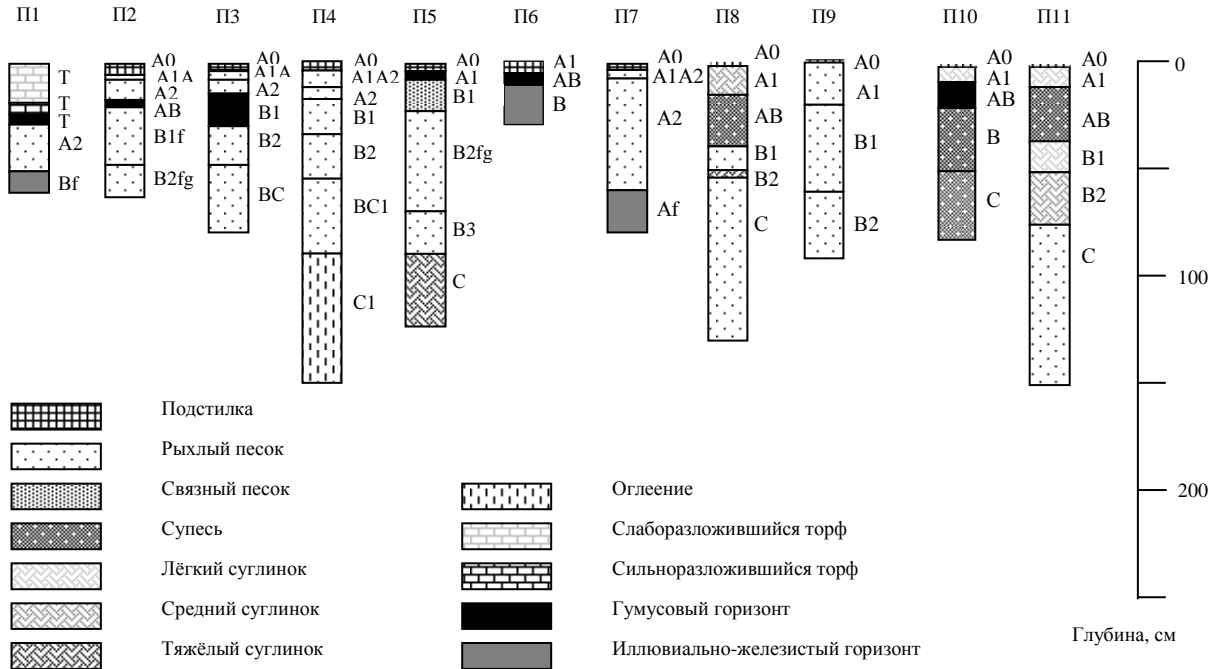 П1 П2 П3 П4 П5 П6 П7 П8 П9 П10 П11
Т
Т
Т
A2
Bf
A0
A1A
A2
AB
B1f
B2fg
A0
A1A
A2
B1
B2
BC
A0
A1A2
A2
B1
B2
BC1
C1
A0
A1
B1
B2fg
B3
C
A1
AB
B
A0
A1A2
A2
Af
A0
A1
AB
B1
B2
C
A0
A1
B1
B2
A0
A1
AB
B
C
A0
A1
AB
B1
B2
C
0
100
200
Глубина, см
Подстилка
Рыхлый песок
Связный песок
Супесь
Лёгкий суглинок
Средний суглинок
Тяжёлый суглинок
Оглеение
Слаборазложившийся торф
Сильноразложившийся торф
Гумусовый горизонт
Иллювиально-железистый горизонт